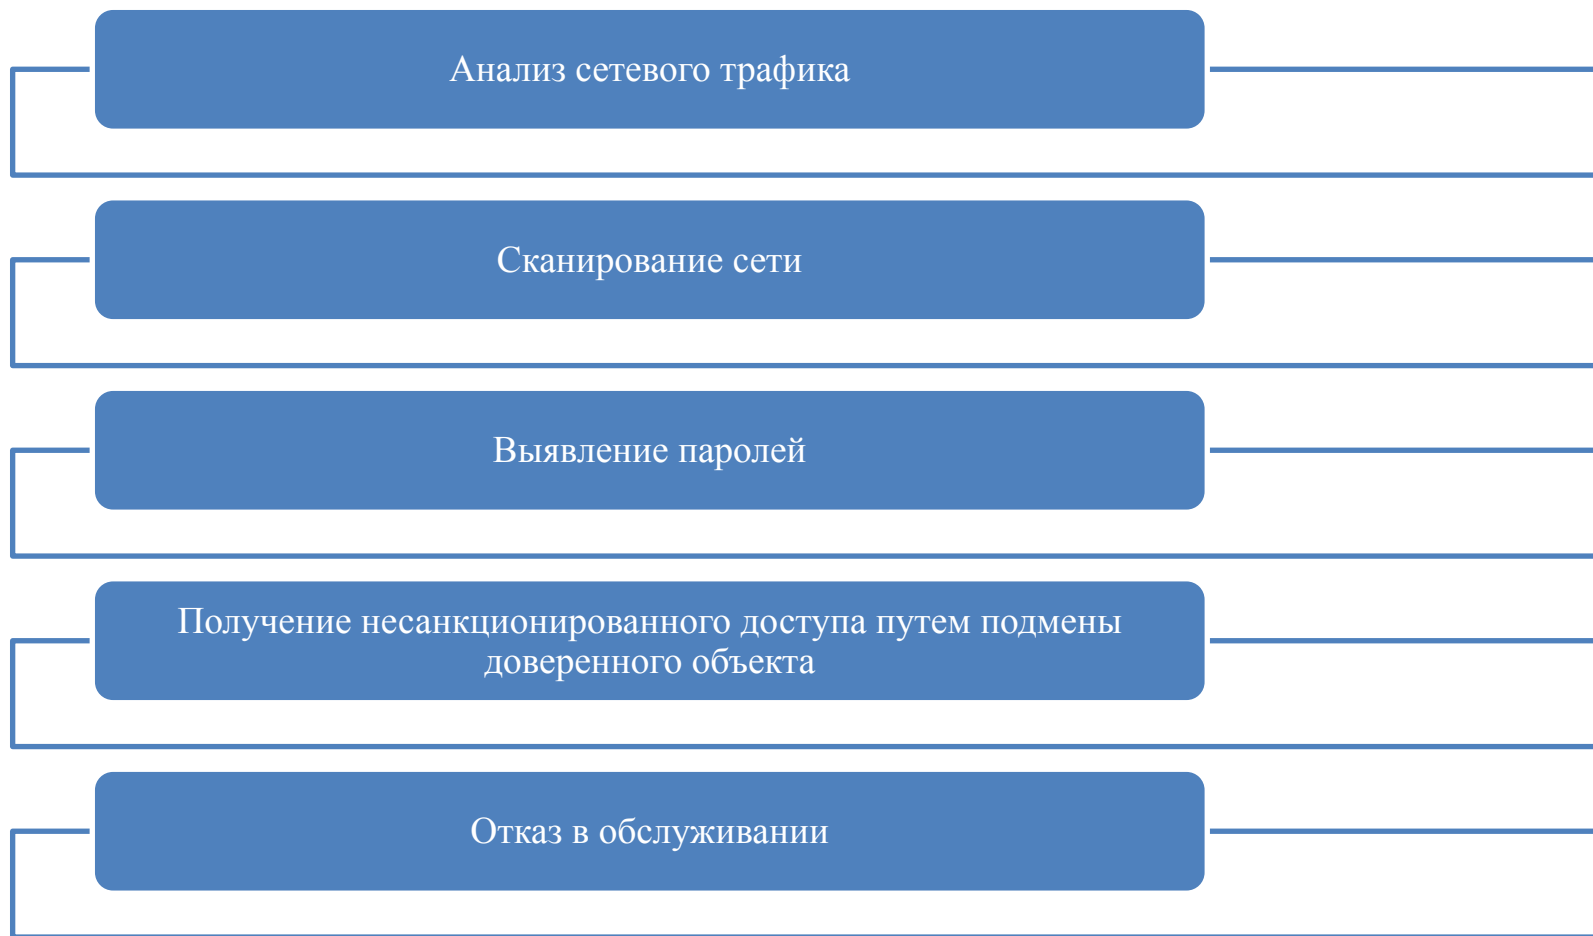 Анализ сетевого трафика
Сканирование сети
Выявление паролей
Получение несанкционированного доступа путем подмены
доверенного объекта
Отказ в обслуживании